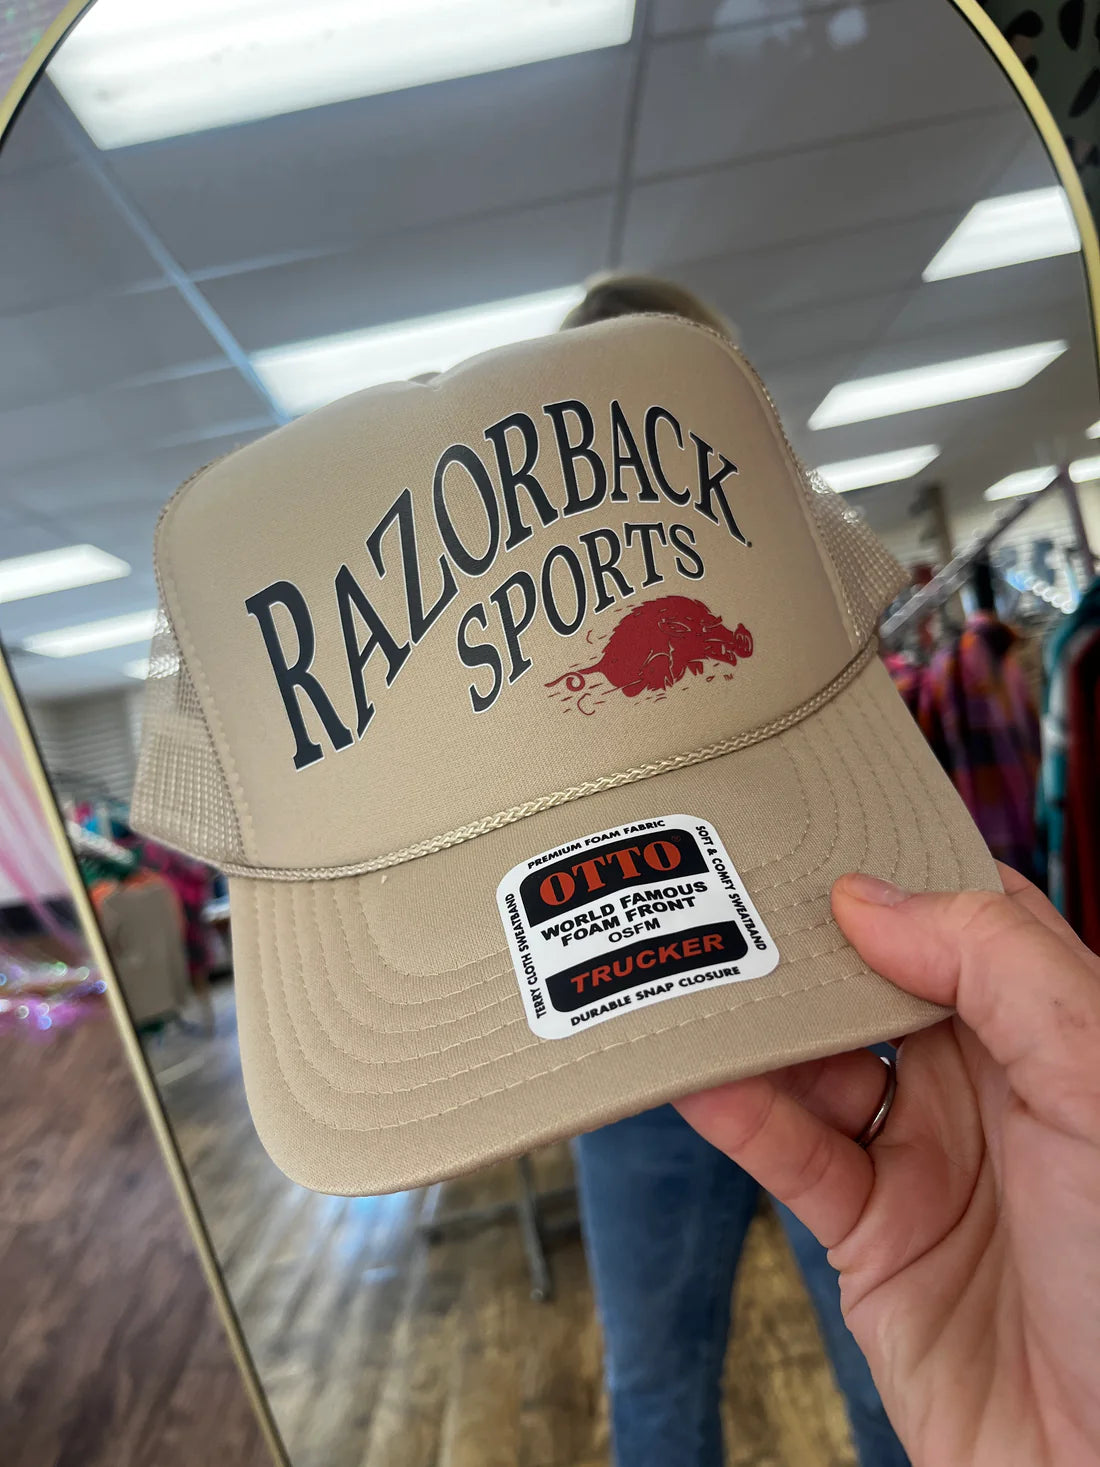 RAZORBACK
SPORTS
TM
PREMIUM FOAM FABRIC
OTTO
WORLD FAMOUS
FOAM FRONT
OSFM
TRUCKER
DURABLE SNAP CLOSURE
TERRY CLOTH SWEATBAND
SOFT & COMFY SWEATBAND